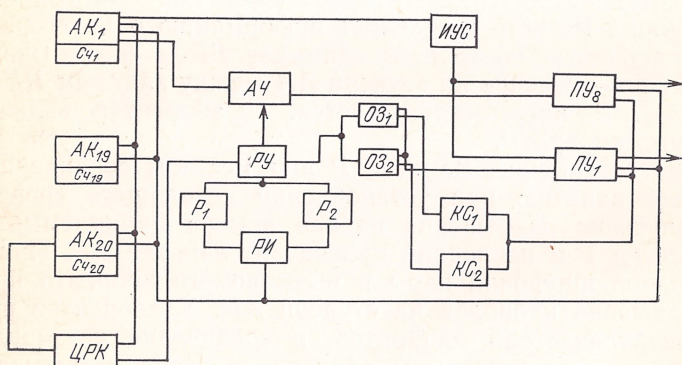 АК₁
Сч₁
ИУС
АЧ
ПУ₈
ОЗ₁
АК₁₉
Сч₁₉
РУ
ОЗ₂
ПУ₁
Р₁
Р₂
КС₁
АК₂₀
Сч₂₀
РИ
КС₂
ЦРК